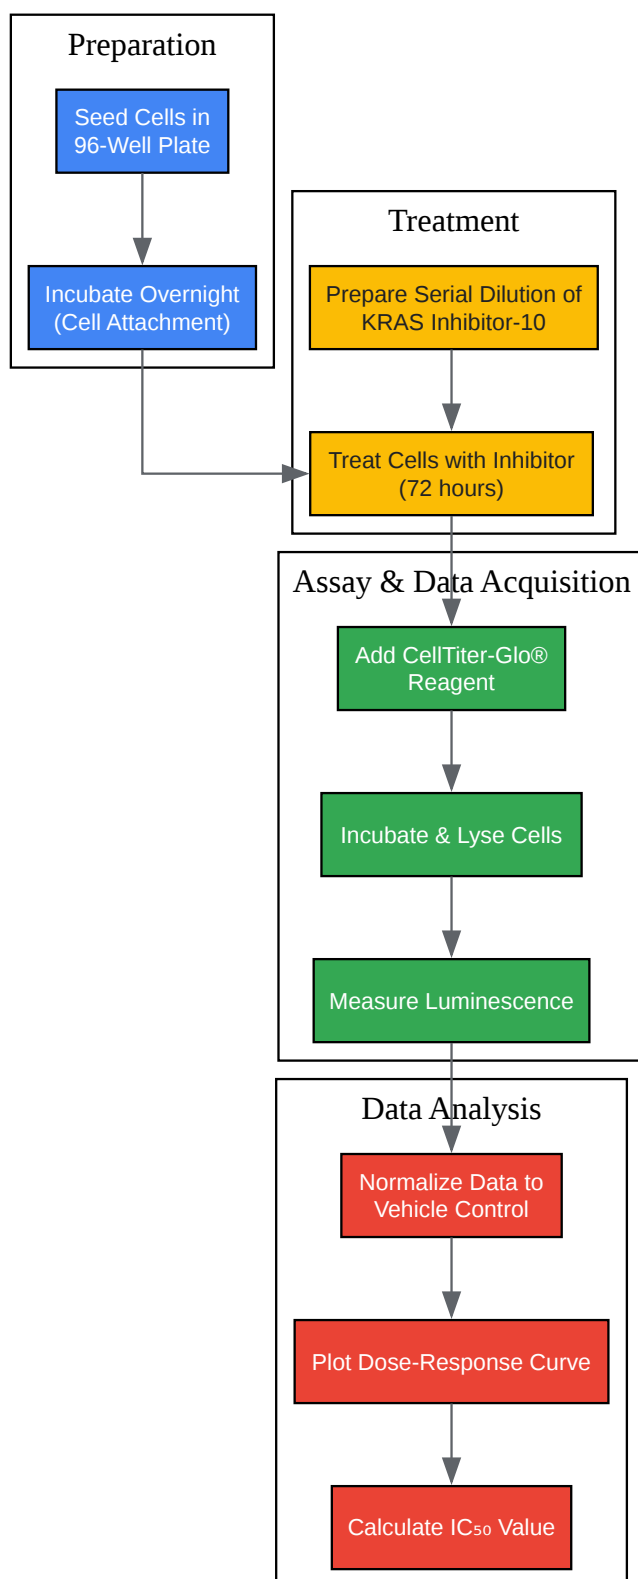 Preparation
Seed Cells in
96-Well Plate
Incubate Overnight
(Cell Attachment)
Treatment
Prepare Serial Dilution of
KRAS Inhibitor-10
Treat Cells with Inhibitor
(72 hours)
Assay & Data Acquisition
Add CellTiter-Glo®
Reagent
Incubate & Lyse Cells
Measure Luminescence
Data Analysis
Normalize Data to
Vehicle Control
Plot Dose-Response Curve
Calculate IC₅₀ Value